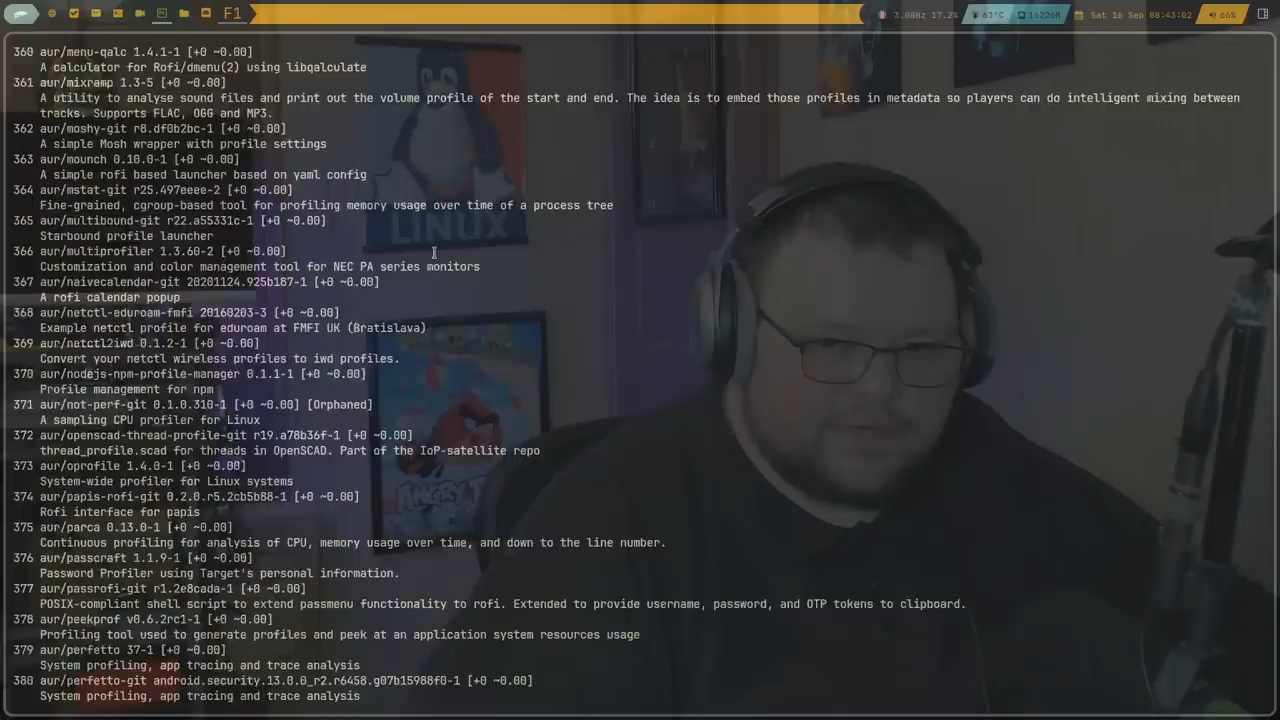 F1
3.8GHz 17.2%
63°C
16226M
Sat 16 Sep 08:43:02
66%
360 aur/menu-qalc 1.4.1-1 [+0 ~0.00]
A calculator for Rofi/dmenu(2) using libqalculate
361 aur/mixramp 1.3-5 [+0 ~0.00]
A utility to analyse sound files and print out the volume profile of the start and end. The idea is to embed those profiles in metadata so players can do intelligent mixing between
tracks. Supports FLAC, OGG and MP3.
362 aur/moshy-git r8.df0b2bc-1 [+0 ~0.00]
A simple Mosh wrapper with profile settings
363 aur/mounch 0.10.0-1 [+0 ~0.00]
A simple rofi based launcher based on yaml config
364 aur/mstat-git r25.497eeee-2 [+0 ~0.00]
Fine-grained, cgroup-based tool for profiling memory usage over time of a process tree
365 aur/multibound-git r22.a55331c-1 [+0 ~0.00]
Starbound profile launcher
366 aur/multiprofiler 1.3.60-2 [+0 ~0.00]
Customization and color management tool for NEC PA series monitors
367 aur/naivecalendar-git 20201124.925b187-1 [+0 ~0.00]
A rofi calendar popup
368 aur/netctl-eduroam-fmfi 20160203-3 [+0 ~0.00]
Example netctl profile for eduroam at FMFI UK (Bratislava)
369 aur/netctl2iwd 0.1.2-1 [+0 ~0.00]
Convert your netctl wireless profiles to iwd profiles.
370 aur/nodejs-npm-profile-manager 0.1.1-1 [+0 ~0.00]
Profile management for npm
371 aur/not-perf-git 0.1.0.310-1 [+0 ~0.00] [Orphaned]
A sampling CPU profiler for Linux
372 aur/openscad-thread-profile-git r19.a78b36f-1 [+0 ~0.00]
thread_profile.scad for threads in OpenSCAD. Part of the IoP-satellite repo
373 aur/oprofile 1.4.0-1 [+0 ~0.00]
System-wide profiler for Linux systems
374 aur/papis-rofi-git 0.2.0.r5.2cb5b88-1 [+0 ~0.00]
Rofi interface for papis
375 aur/parca 0.13.0-1 [+0 ~0.00]
Continuous profiling for analysis of CPU, memory usage over time, and down to the line number.
376 aur/passcraft 1.1.9-1 [+0 ~0.00]
Password Profiler using Target's personal information.
377 aur/passrofi-git r1.2e8cada-1 [+0 ~0.00]
POSIX-compliant shell script to extend passmenu functionality to rofi. Extended to provide username, password, and OTP tokens to clipboard.
378 aur/peekprof v0.6.2rc1-1 [+0 ~0.00]
Profiling tool used to generate profiles and peek at an application system resources usage
379 aur/perfetto 37-1 [+0 ~0.00]
System profiling, app tracing and trace analysis
380 aur/perfetto-git android.security.13.0.0_r2.r6458.g07b15988f0-1 [+0 ~0.00]
System profiling, app tracing and trace analysis
LINUX
ANGRY